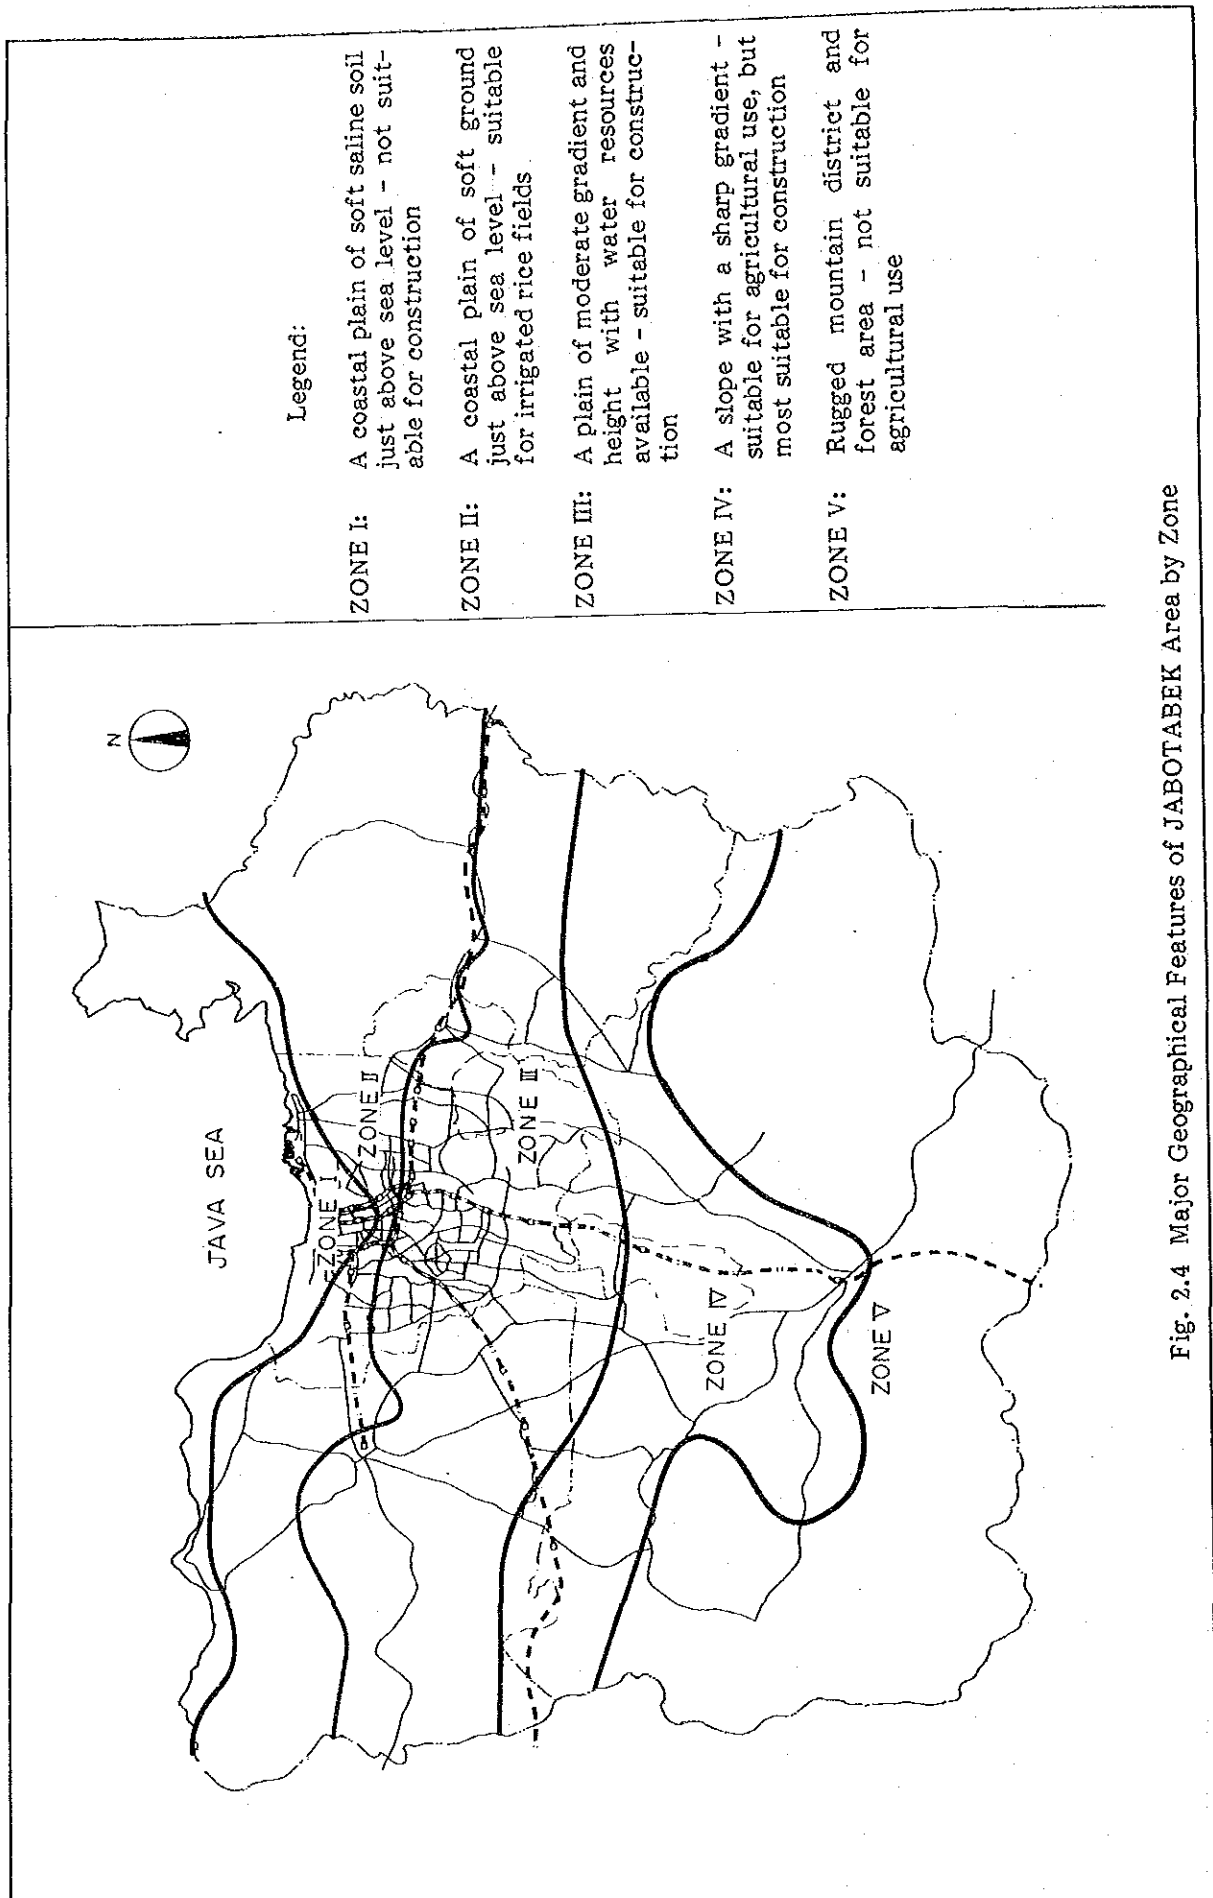 N
JAVA SEA
ZONE I
ZONE II
ZONE III
ZONE IV
ZONE V
Legend:
ZONE I: A coastal plain of soft saline soil
just above sea level - not suit-
able for construction
ZONE II: A coastal plain of soft ground
just above sea level - suitable
for irrigated rice fields
ZONE III: A plain of moderate gradient and
height with water resources
available - suitable for construc-
tion
ZONE IV: A slope with a sharp gradient -
suitable for agricultural use, but
most suitable for construction
ZONE V: Rugged mountain district and
forest area - not suitable for
agricultural use
Fig. 2.4 Major Geographical Features of JABOTABEK Area by Zone